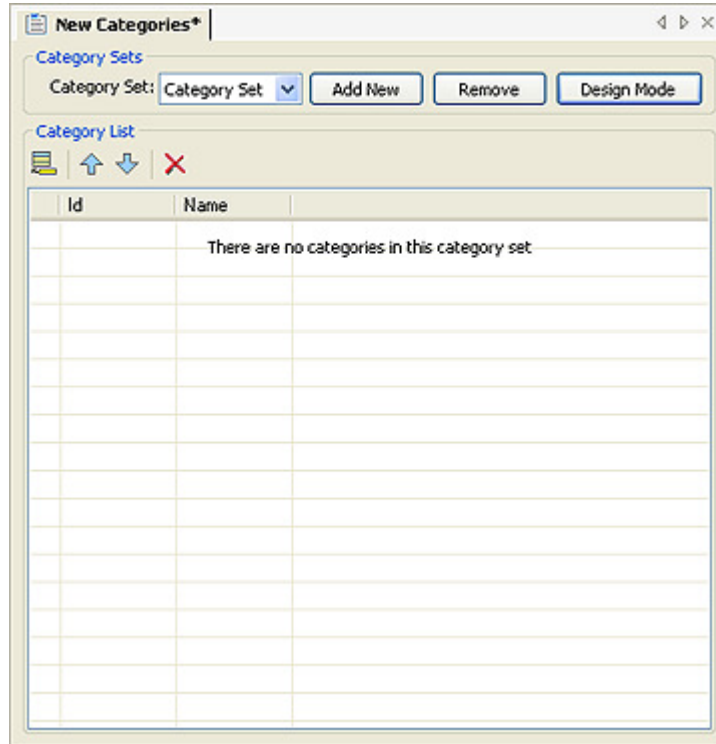 New Categories*
Category Sets
Category Set: Category Set Add New Remove Design Mode
Category List
Id Name
There are no categories in this category set